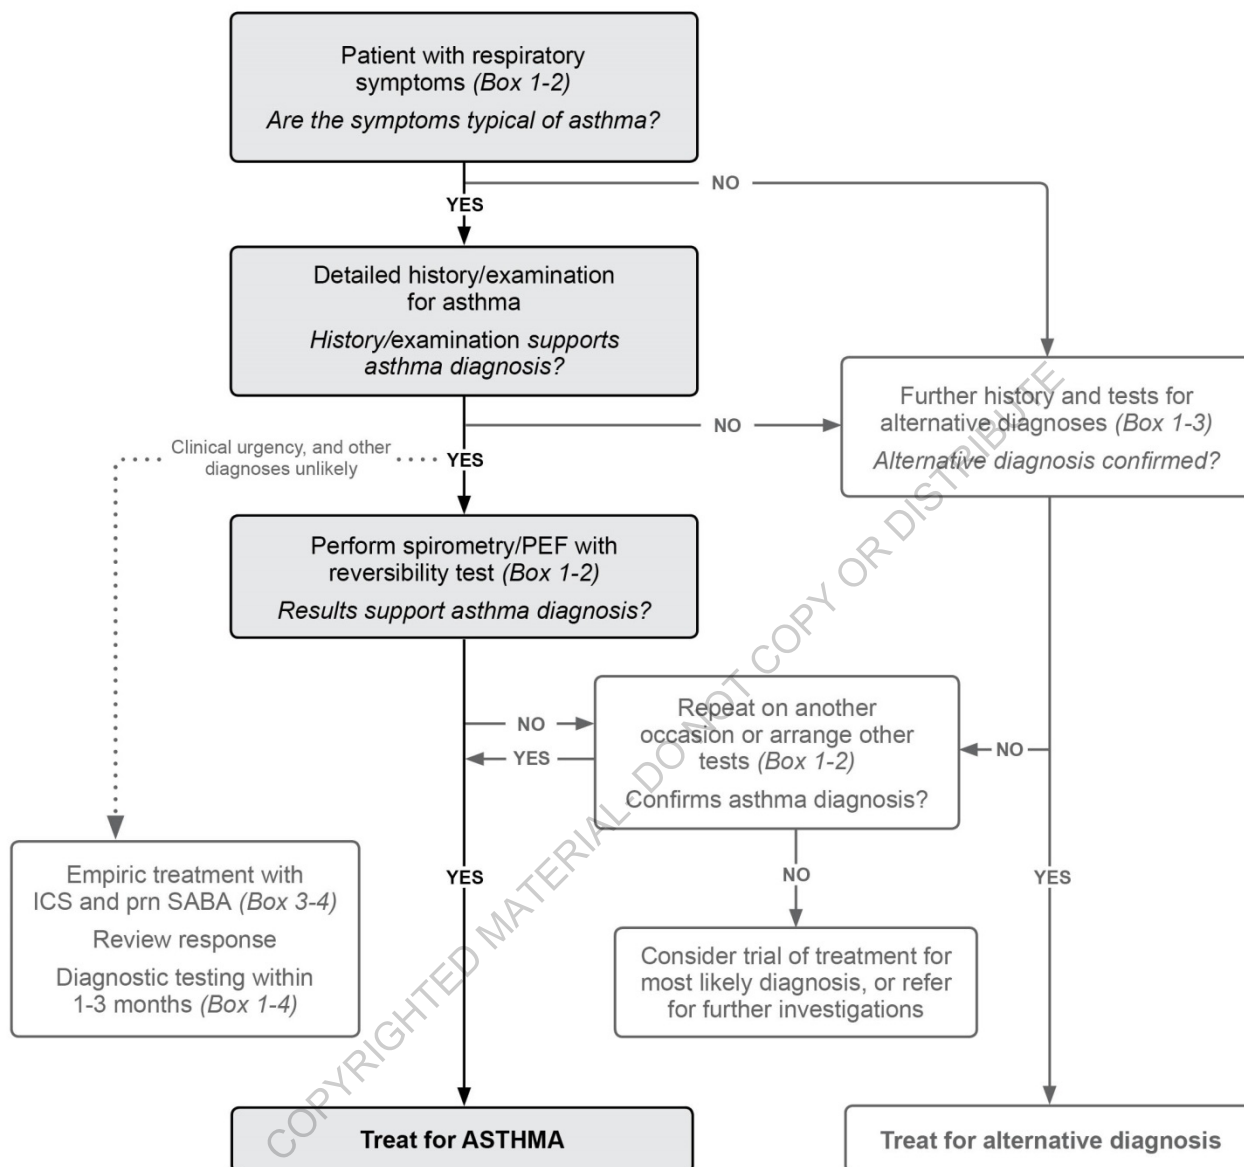 Patient with respiratory
symptoms (Box 1-2)
Are the symptoms typical of asthma?
NO
YES
Detailed history/examination
for asthma
History/examination supports
asthma diagnosis?
NO
Further history and tests for
alternative diagnoses (Box 1-3)
Alternative diagnosis confirmed?
Clinical urgency, and other
diagnoses unlikely
YES
Perform spirometry/PEF with
reversibility test (Box 1-2)
Results support asthma diagnosis?
NO
YES
Repeat on another
occasion or arrange other
tests (Box 1-2)
Confirms asthma diagnosis?
NO
Empiric treatment with
ICS and prn SABA (Box 3-4)
Review response
Diagnostic testing within
1-3 months (Box 1-4)
YES
NO
YES
Consider trial of treatment for
most likely diagnosis, or refer
for further investigations
Treat for ASTHMA
Treat for alternative diagnosis
COPYRIGHTED MATERIAL - DO NOT COPY OR DISTRIBUTE